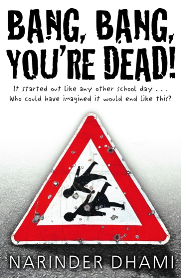 BANG, BANG,
YOU'RE DEAD!
It started out like any other school day . . .
Who could have imagined it would end like this?
NARINDER DHAMI